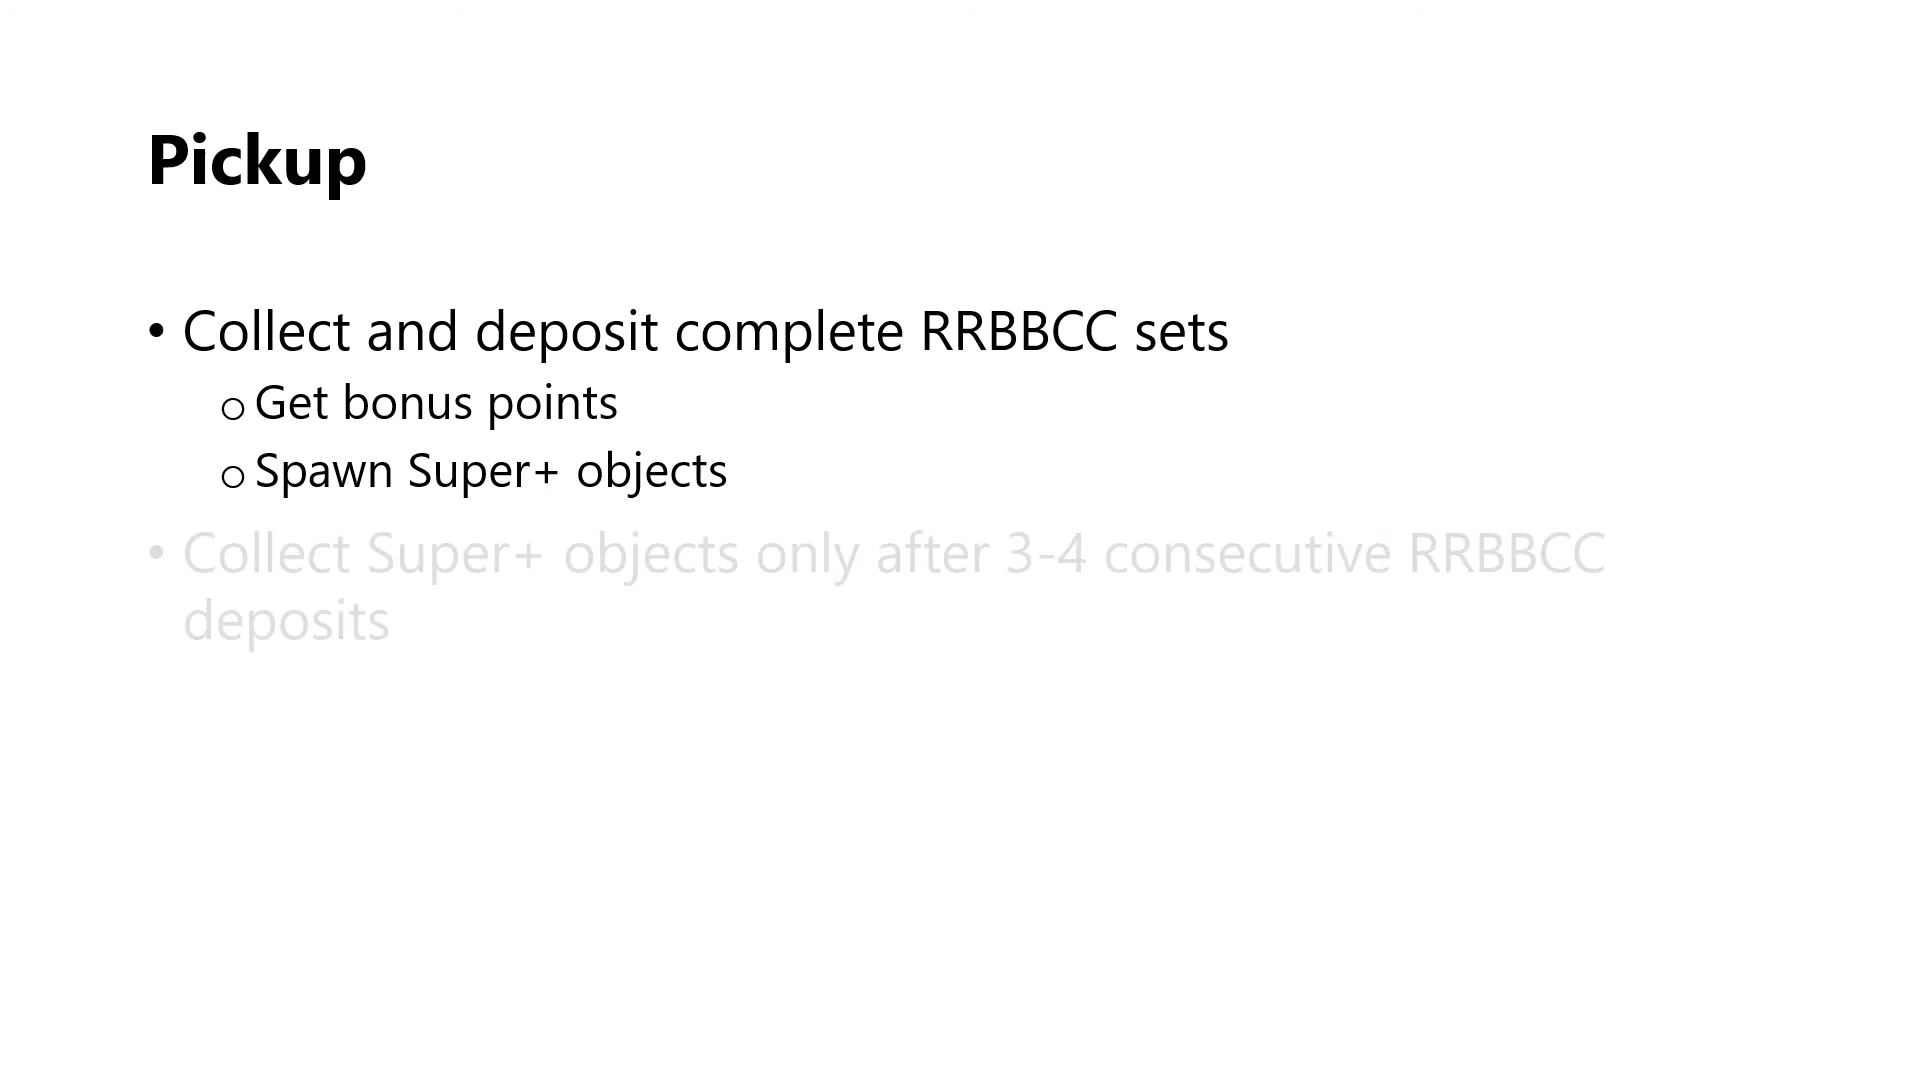 Pickup
• Collect and deposit complete RRBBCC sets
o Get bonus points
o Spawn Super+ objects
• Collect Super+ objects only after 3-4 consecutive RRBBCC
deposits